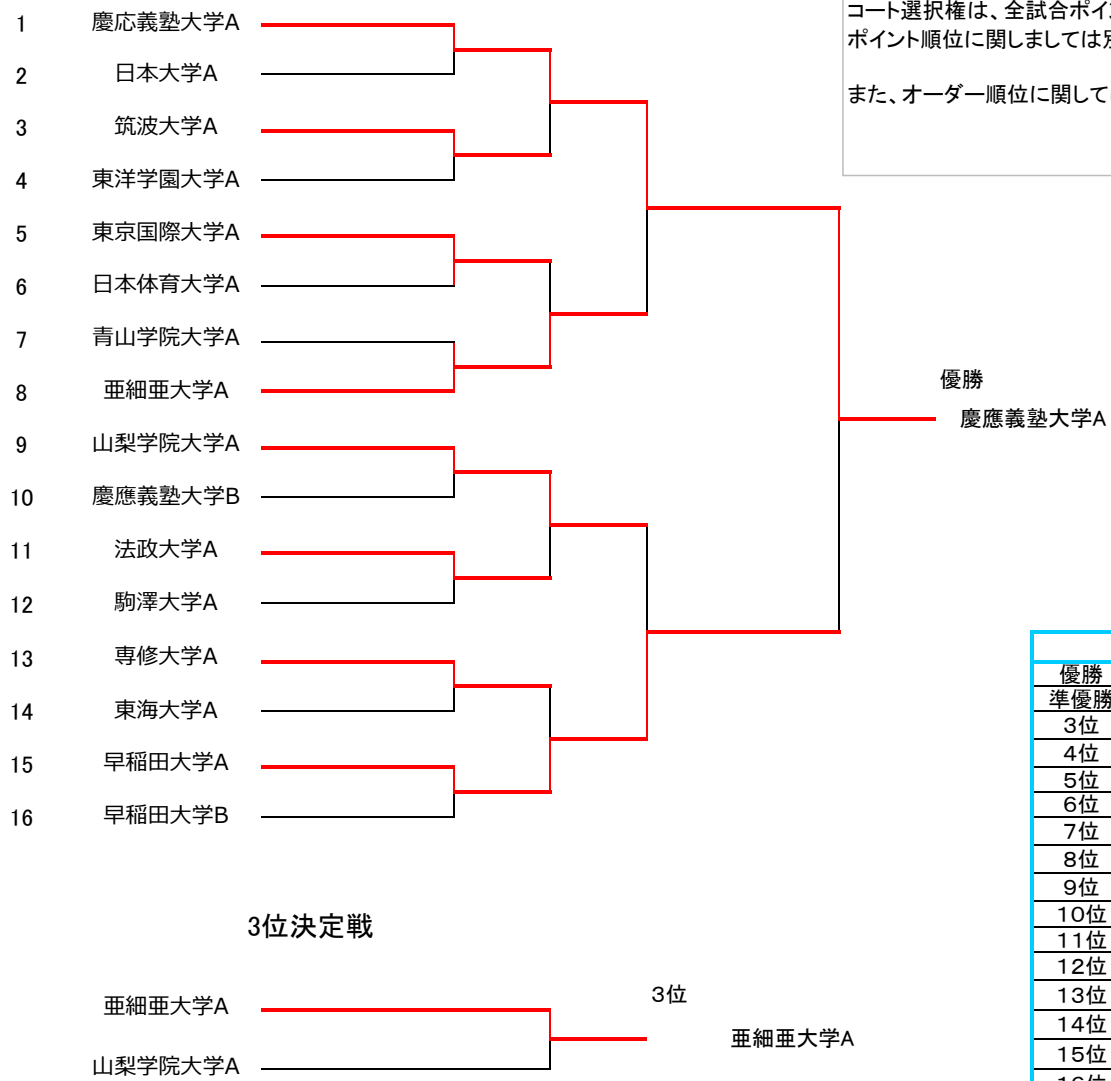 コート選択権は、全試合ポイ
ポイント順位に関しましては
また、オーダー順位に関して
1 慶応義塾大学A
2 日本大学A
3 筑波大学A
4 東洋学園大学A
5 東京国際大学A
6 日本体育大学A
7 青山学院大学A
8 亜細亜大学A
9 山梨学院大学A
10 慶應義塾大学B
11 法政大学A
12 駒澤大学A
13 専修大学A
14 東海大学A
15 早稲田大学A
16 早稲田大学B
優勝
慶應義塾大学A
優勝
準優勝
3位
4位
5位
6位
7位
8位
9位
10位
11位
12位
13位
14位
15位
3位決定戦
亜細亜大学A
山梨学院大学A
3位
亜細亜大学A